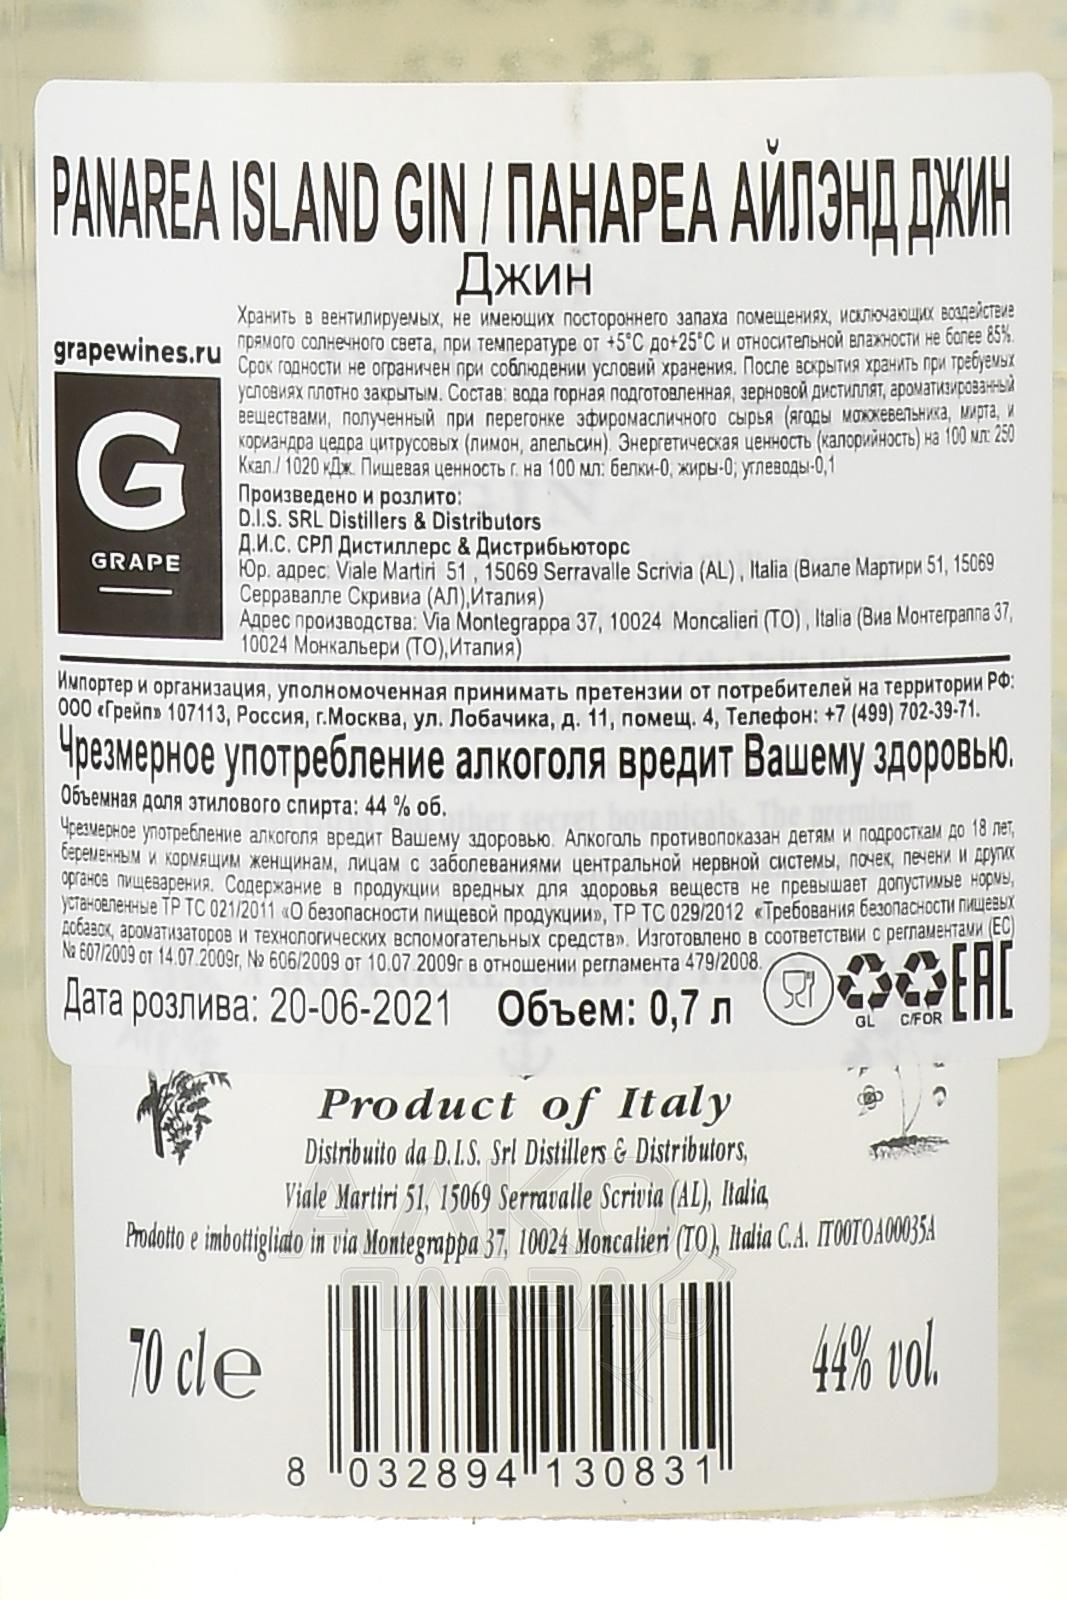 PANAREA ISLAND GIN / ПАНАРЕА АЙЛЭНД ДЖИН
Джин
grapewines.ru
G
GRAPE
Хранить в вентилируемых, не имеющих постороннего запаха помещениях, исключающих воздействие
прямого солнечного света, при температуре от +5°C до+25°C и относительной влажности не более 85%.
Срок годности не ограничен при соблюдении условий хранения. После вскрытия хранить при требуемых
условиях плотно закрытым. Состав: вода горная подготовленная, зерновой дистиллят, ароматизированный
веществами, полученный при перегонке эфиромасличного сырья (ягоды можжевельника, мирта, и
кориандра цедра цитрусовых (лимон, апельсин). Энергетическая ценность (калорийность) на 100 мл: 250
Ккал./ 1020 кДж. Пищевая ценность г. на 100 мл: белки-0, жиры-0; углеводы-0,1
Произведено и розлито:
D.I.S. SRL Distillers & Distributors
Д.И.С. СРЛ Дистиллерс & Дистрибьюторс
Юр. адрес: Viale Martiri 51 , 15069 Serravalle Scrivia (AL) , Italia (Виале Мартири 51, 15069
Серравалле Скривиа (АЛ),Италия)
Адрес производства: Via Montegrappa 37, 10024 Moncalieri (TO) , Italia (Виа Монтеграппа 37,
10024 Монкальери (ТО),Италия)
Импортер и организация, уполномоченная принимать претензии от потребителей на территории РФ:
ООО «Грейп» 107113, Россия, г.Москва, ул. Лобачика, д. 11, помещ. 4, Телефон: +7 (499) 702-39-71.
Чрезмерное употребление алкоголя вредит Вашему здоровью.
Объемная доля этилового спирта: 44 % об.
Чрезмерное употребление алкоголя вредит Вашему здоровью. Алкоголь противопоказан детям и подросткам до 18 лет,
беременным и кормящим женщинам, лицам с заболеваниями центральной нервной системы, почек, печени и других
органов пищеварения. Содержание в продукции вредных для здоровья веществ не превышает допустимые нормы,
установленные ТР ТС 021/2011 «О безопасности пищевой продукции», ТР ТС 029/2012 «Требования безопасности пищевых
добавок, ароматизаторов и технологических вспомогательных средств». Изготовлено в соответствии с регламентами (ЕС)
№ 607/2009 от 14.07.2009г, № 606/2009 от 10.07.2009г в отношении регламента 479/2008.
Дата розлива: 20-06-2021 Объем: 0,7 л
GL C/FOR EAC
Product of Italy
Distribuito da D.I.S. Srl Distillers & Distributors,
Viale Martiri 51, 15069 Serravalle Scrivia (AL), Italia,
Prodotto e imbottigliato in via Montegrappa 37, 10024 Moncalieri (TO), Italia C.A. IT00TOA00035A
АЛКО
ПЛАЗА
70 cl e
44% vol.
8 032894 130831